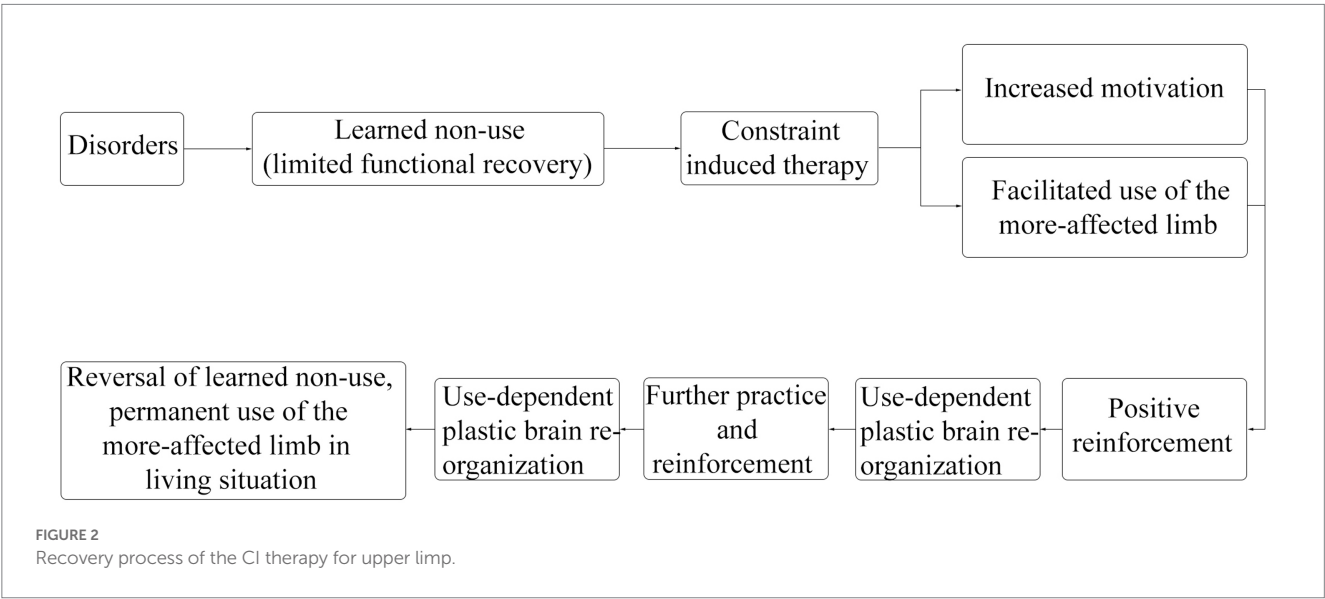 Disorders
Learned non-use
(limited functional recovery)
Constraint
induced therapy
Increased motivation
Facilitated use of the
more-affected limb
Positive
reinforcement
Use-dependent
plastic brain re-
organization
Further practice
and
reinforcement
Use-dependent
plastic brain re-
organization
Reversal of learned non-use,
permanent use of the
more-affected limb in
living situation
FIGURE 2
Recovery process of the CI therapy for upper limp.